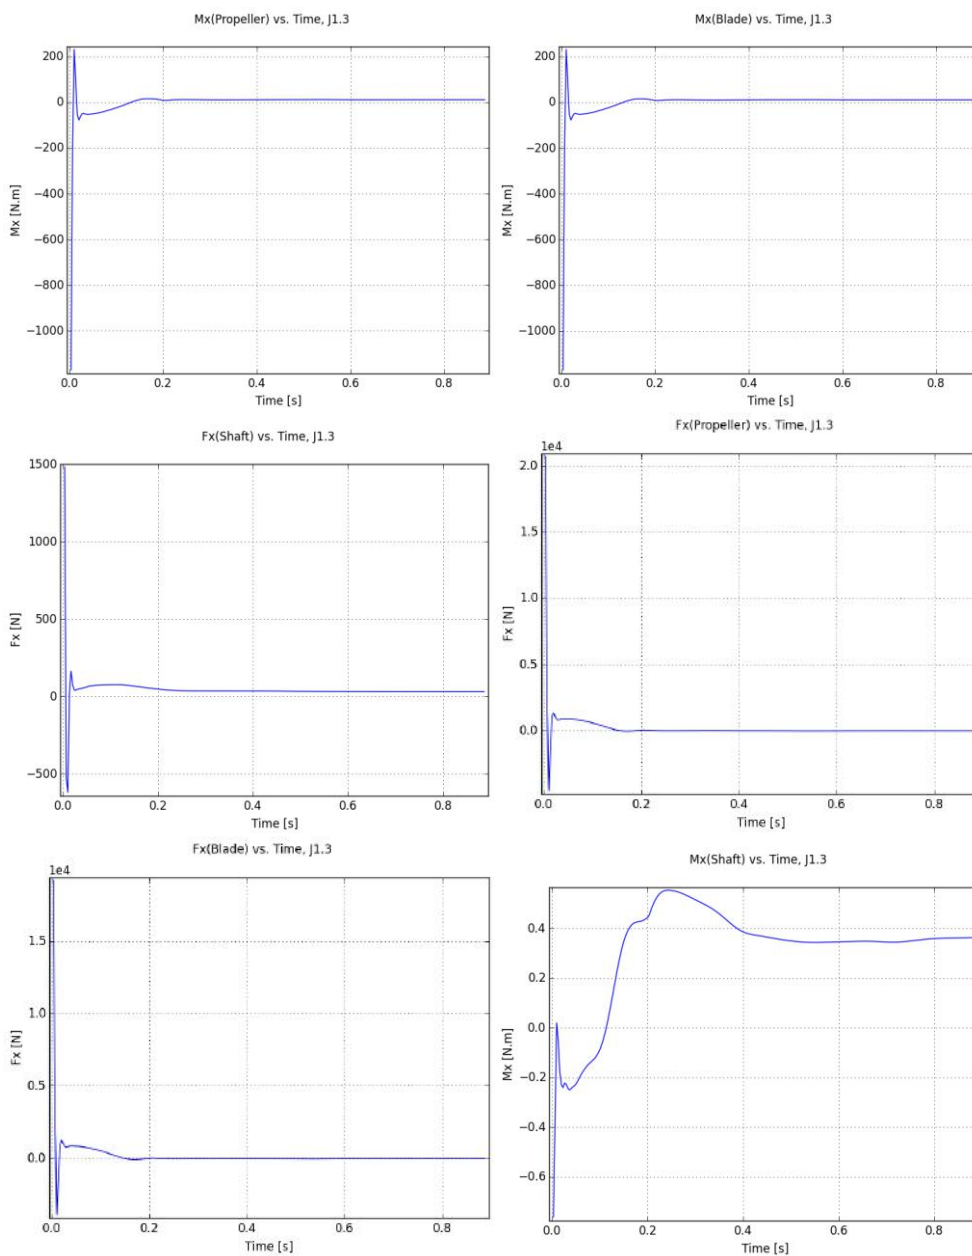 Mx(Propeller) vs. Time, J1.3
200
0
−200
−400
−600
−800
−1000
Mx [N.m]
0.0 0.2 0.4 0.6 0.8
Time [s]
Mx(Blade) vs. Time, J1.3
200
0
−200
−400
−600
−800
−1000
Mx [N.m]
0.0 0.2 0.4 0.6 0.8
Time [s]
Fx(Shaft) vs. Time, J1.3
1500
1000
500
0
−500
Fx [N]
0.0 0.2 0.4 0.6 0.8
Time [s]
Fx(Propeller) vs. Time, J1.3
1e4
2.0
1.5
1.0
0.5
0.0
Fx [N]
0.0 0.2 0.4 0.6 0.8
Time [s]
Fx(Blade) vs. Time, J1.3
1e4
1.5
1.0
0.5
0.0
Fx [N]
0.0 0.2 0.4 0.6 0.8
Time [s]
Mx(Shaft) vs. Time, J1.3
0.4
0.2
0.0
−0.2
−0.4
−0.6
Mx [N.m]
0.0 0.2 0.4 0.6 0.8
Time [s]